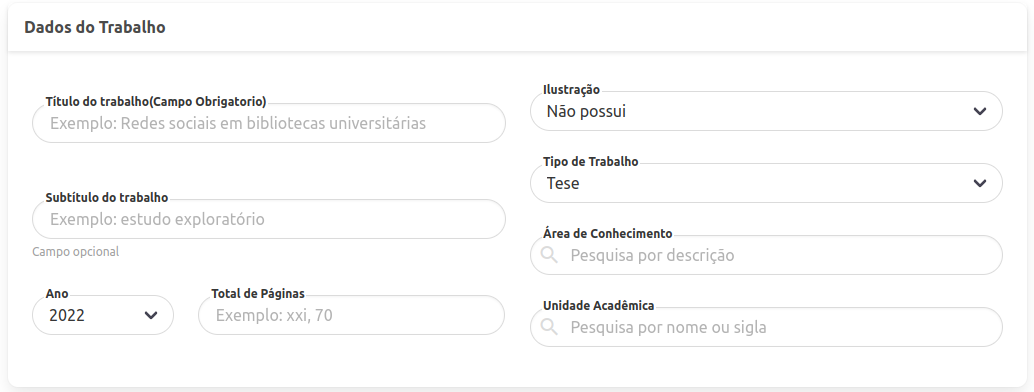 Dados do Trabalho
Título do trabalho(Campo Obrigatorio)
Exemplo: Redes sociais em bibliotecas universitárias
Subtítulo do trabalho
Exemplo: estudo exploratório
Campo opcional
Ano
2022
Total de Páginas
Exemplo: xxi, 70
Ilustração
Não possui
Tipo de Trabalho
Tese
Área de Conhecimento
Pesquisa por descrição
Unidade Acadêmica
Pesquisa por nome ou sigla